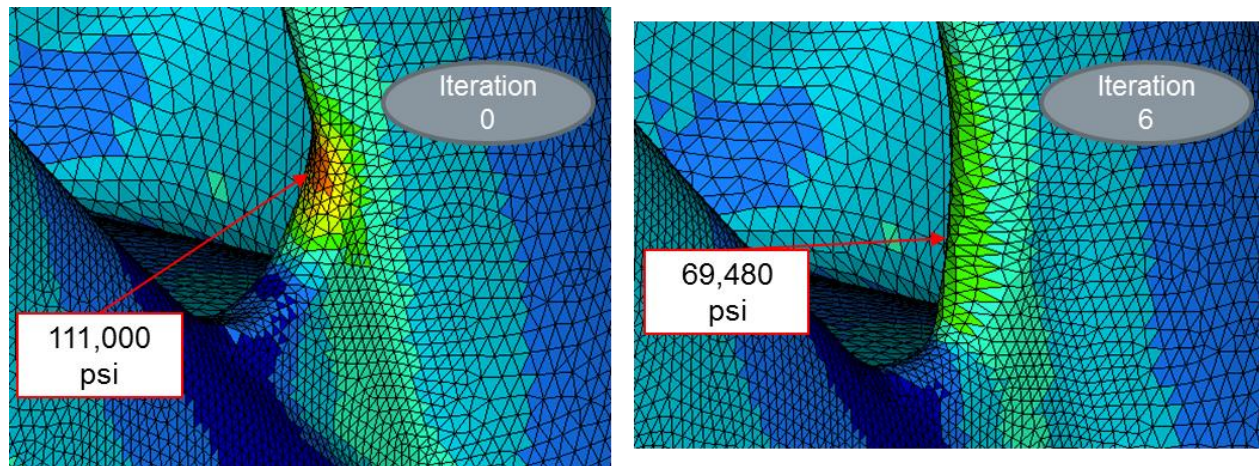 Iteration
0
111,000
psi
Iteration
6
69,480
psi